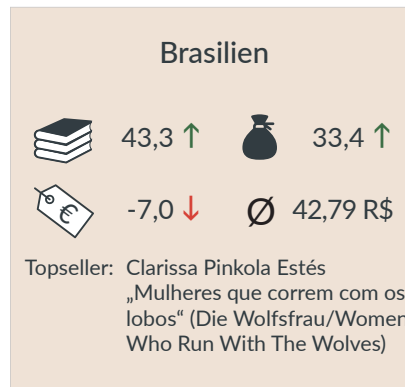 Brasilien
43,3 ↑ 33,4 ↑
€ -7,0 ↓ Ø 42,79 R$
Topseller: Clarissa Pinkola Estés
„Mulheres que correm com os
lobos“ (Die Wolfsfrau/Women
Who Run With The Wolves)